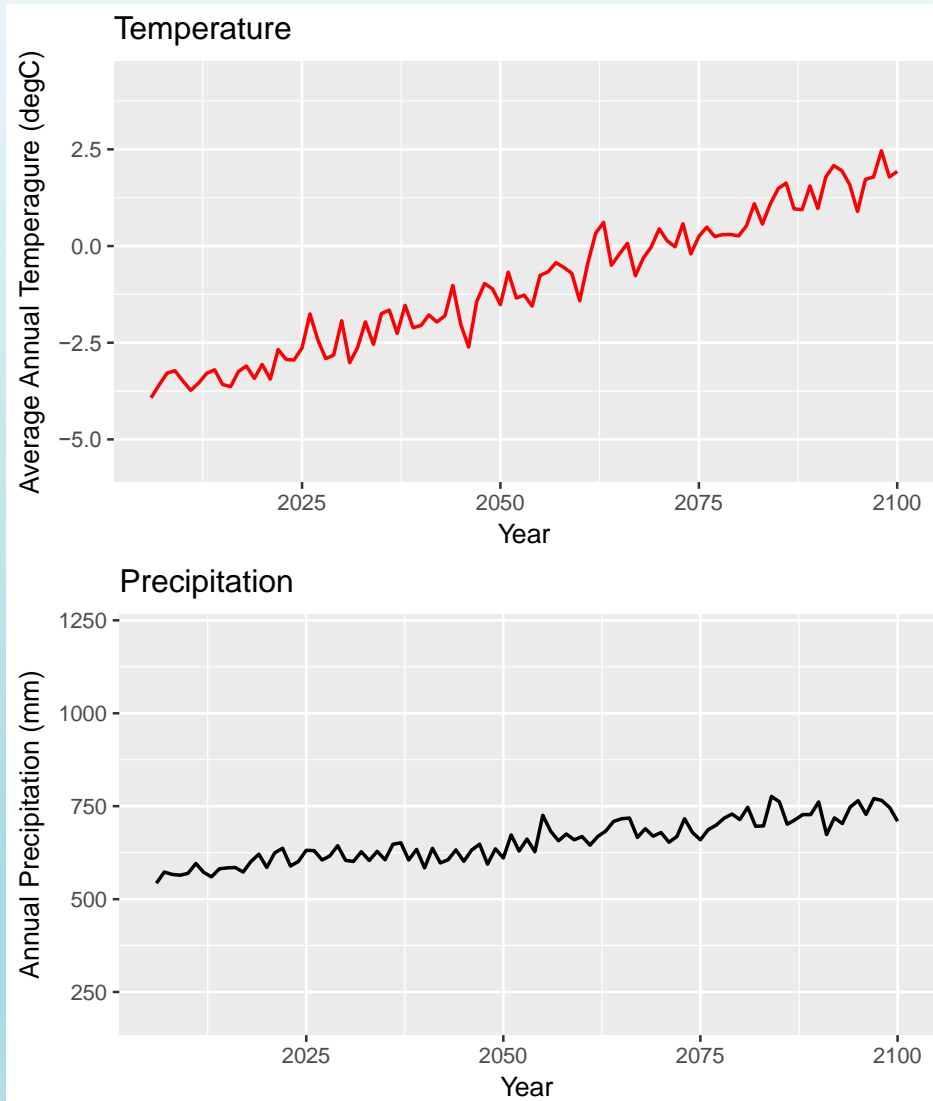 Temperature
Average Annual Temperagure (degC)
2.5
0.0
−2.5
−5.0
2025 2050 2075 2100
Year
Precipitation
Annual Precipitation (mm)
1250
1000
750
500
250
2025 2050 2075 2100
Year